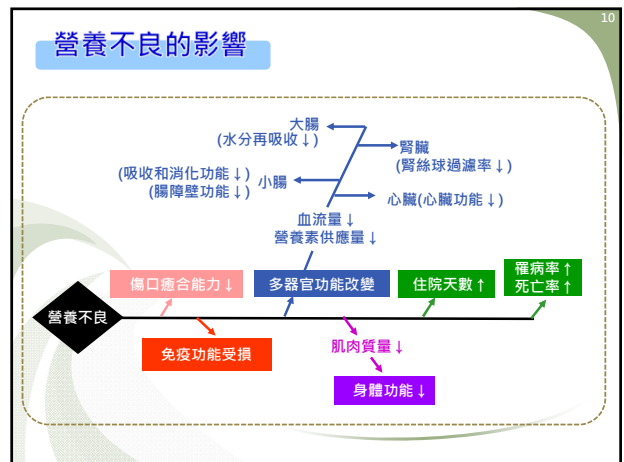 10
營養不良的影響
大腸
(水分再吸收↓)
腎臟
(腎絲球過濾率↓)
(吸收和消化功能↓)
(腸障壁功能↓)
小腸
心臟(心臟功能↓)
血流量↓
營養素供應量↓
傷口癒合能力↓
多器官功能改變
住院天數↑
罹病率↑
死亡率↑
營養不良
免疫功能受損
肌肉質量↓
身體功能↓